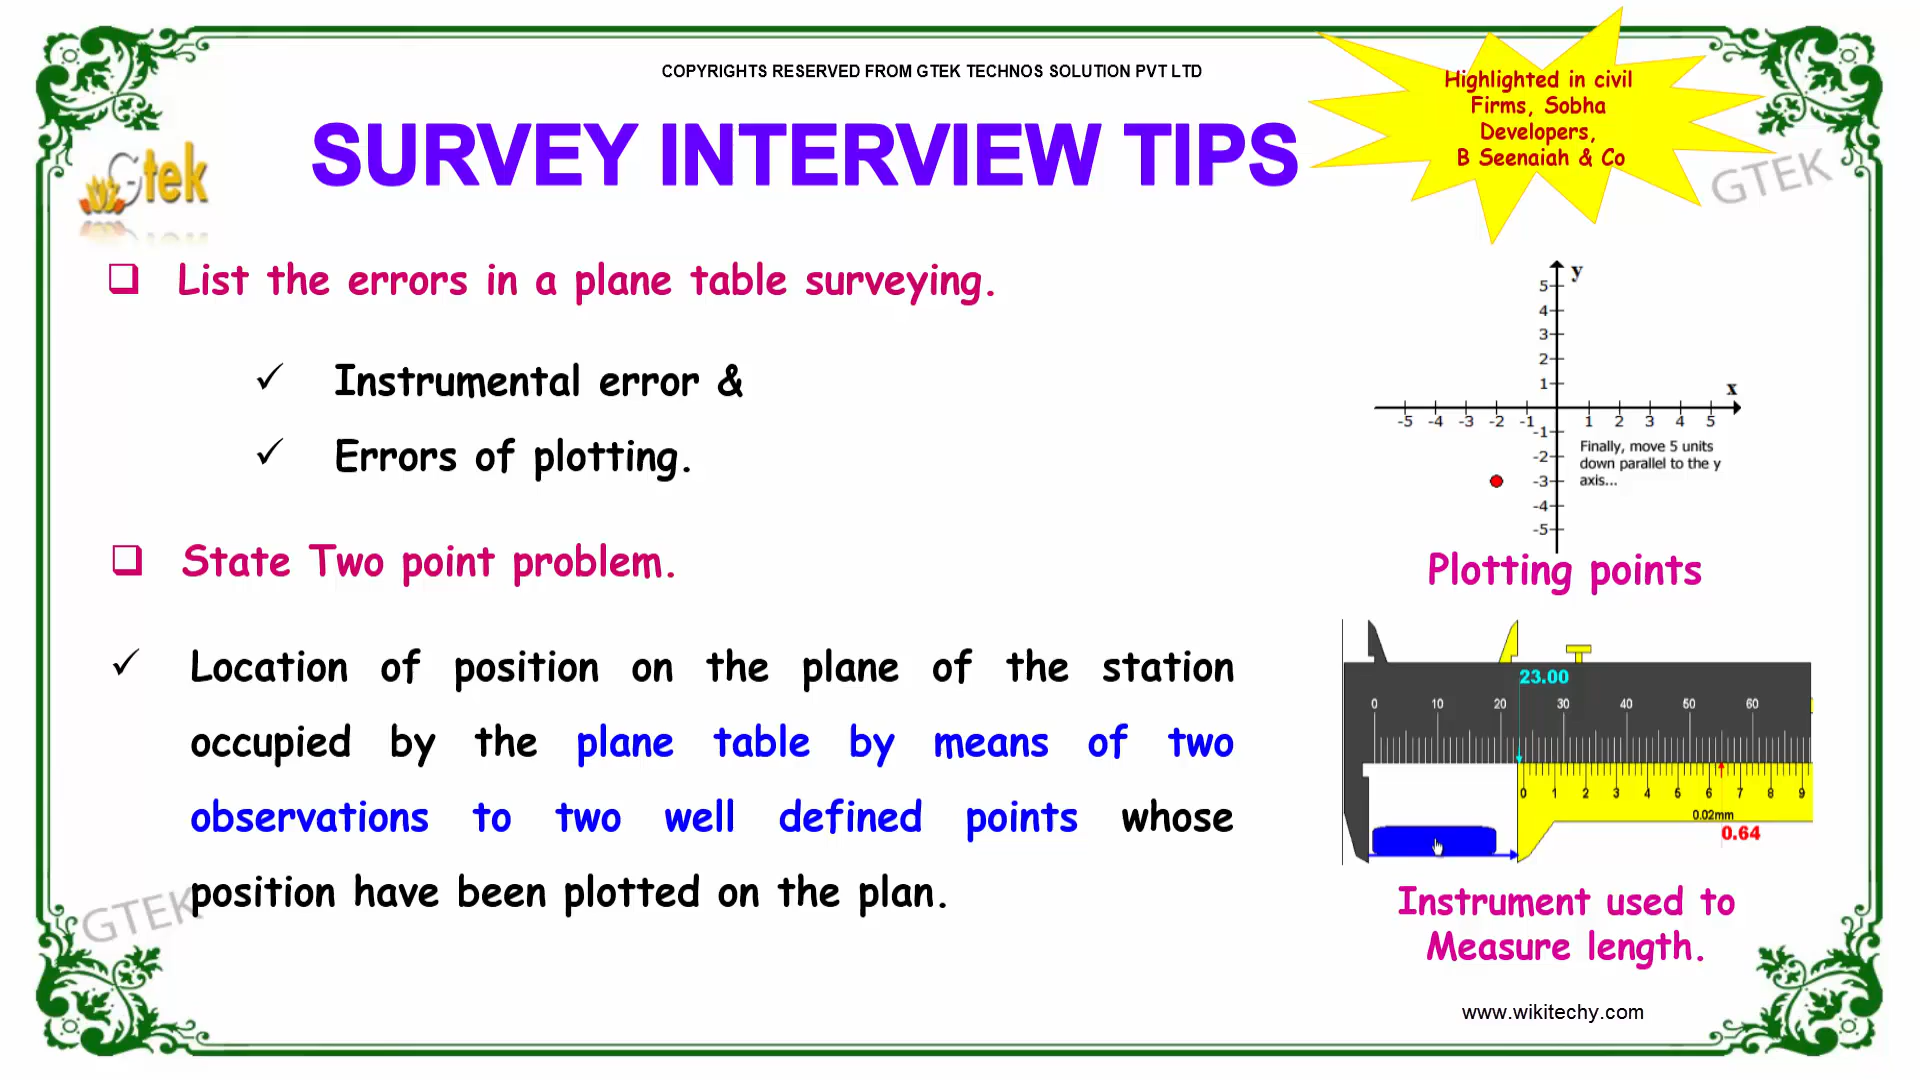 COPYRIGHTS RESERVED FROM GTEK TECHNOS SOLUTION PVT LTD
Highlighted in civil
Firms, Sobha
Developers,
B Seenaiah & Co
SURVEY INTERVIEW TIPS
Gtek
GTEK
List the errors in a plane table surveying.
Instrumental error &
Errors of plotting.
State Two point problem.
Location of position on the plane of the station
occupied by the plane table by means of two
observations to two well defined points whose
position have been plotted on the plan.
GTEK
y
5
4
3
2
1
x
-5 -4 -3 -2 -1 1 2 3 4 5
-1
-2
-3
-4
-5
Finally, move 5 units
down parallel to the y
axis...
Plotting points
23.00
0 10 20 30 40 50 60
0 1 2 3 4 5 6 7 8 9
0.02mm
0.64
Instrument used to
Measure length.
www.wikitechy.com